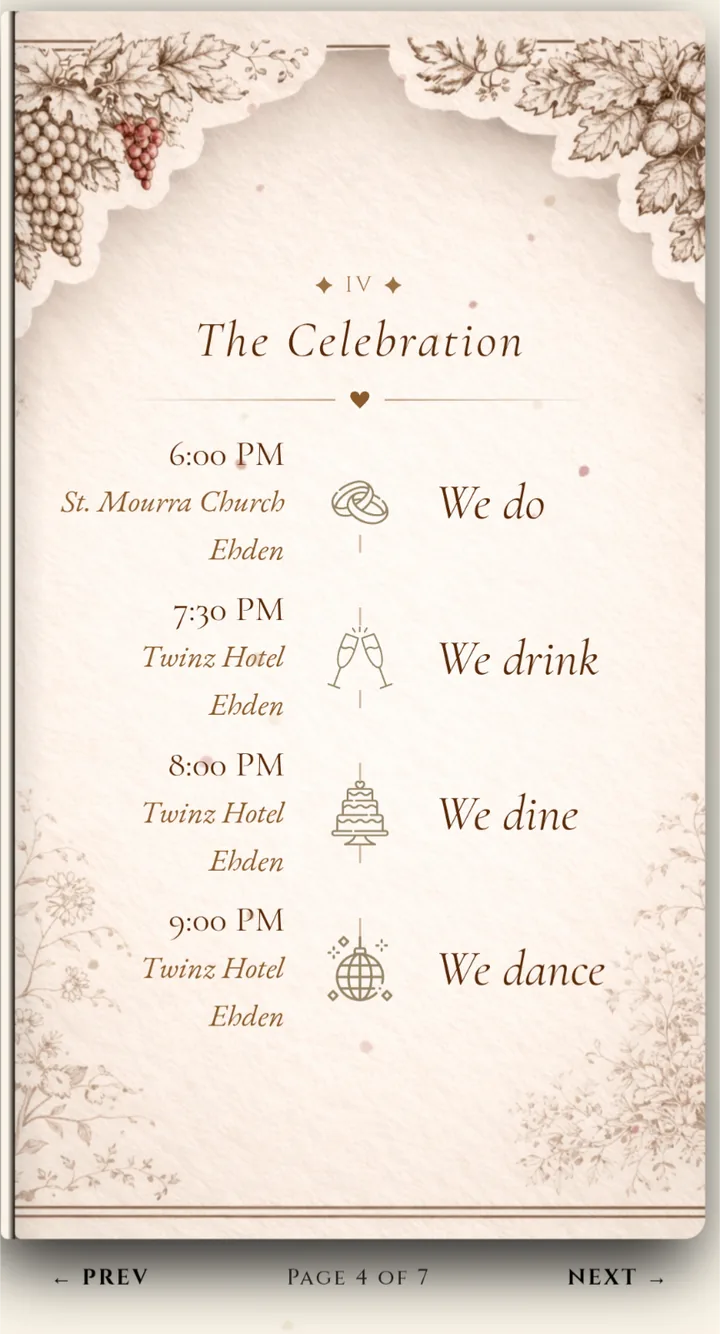 ✦ IV ✦
The Celebration
6:00 PM
St. Mourra Church
Ehden
We do
7:30 PM
Twinz Hotel
Ehden
We drink
8:00 PM
Twinz Hotel
Ehden
We dine
9:00 PM
Twinz Hotel
Ehden
We dance
← PREV
PAGE 4 OF 7
NEXT →